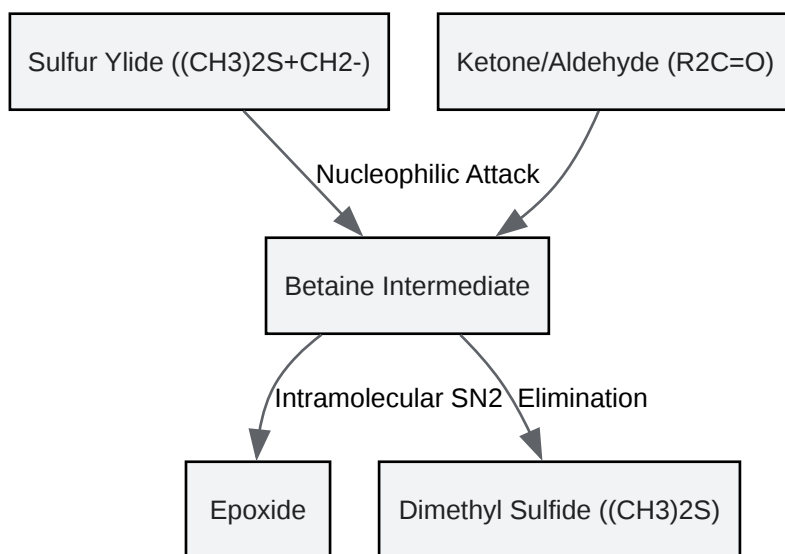 Sulfur Ylide ((CH3)2S+CH2-)
Ketone/Aldehyde (R2C=O)
Nucleophilic Attack
Betaine Intermediate
Intramolecular SN2
Elimination
Epoxide
Dimethyl Sulfide ((CH3)2S)